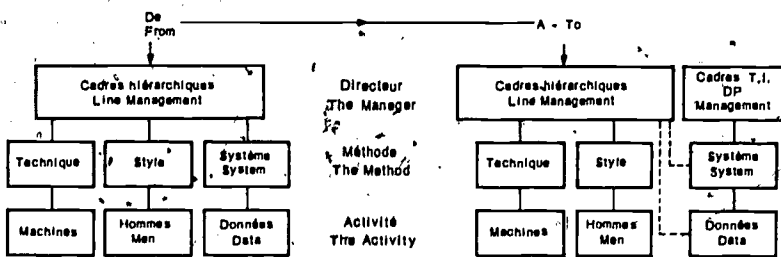 De
From
A - To
Cadres hiérarchiques
Line Management
Directeur
The Manager
Cadres-hiérarchiques
Line Management
Cadres T.I.
DP
Management
Technique
Style
Système
System
Méthode
The Method
Technique
Style
Système
System
Machines
Hommes
Men
Données
Data
Activité
The Activity
Machines
Hommes
Men
Données
Data